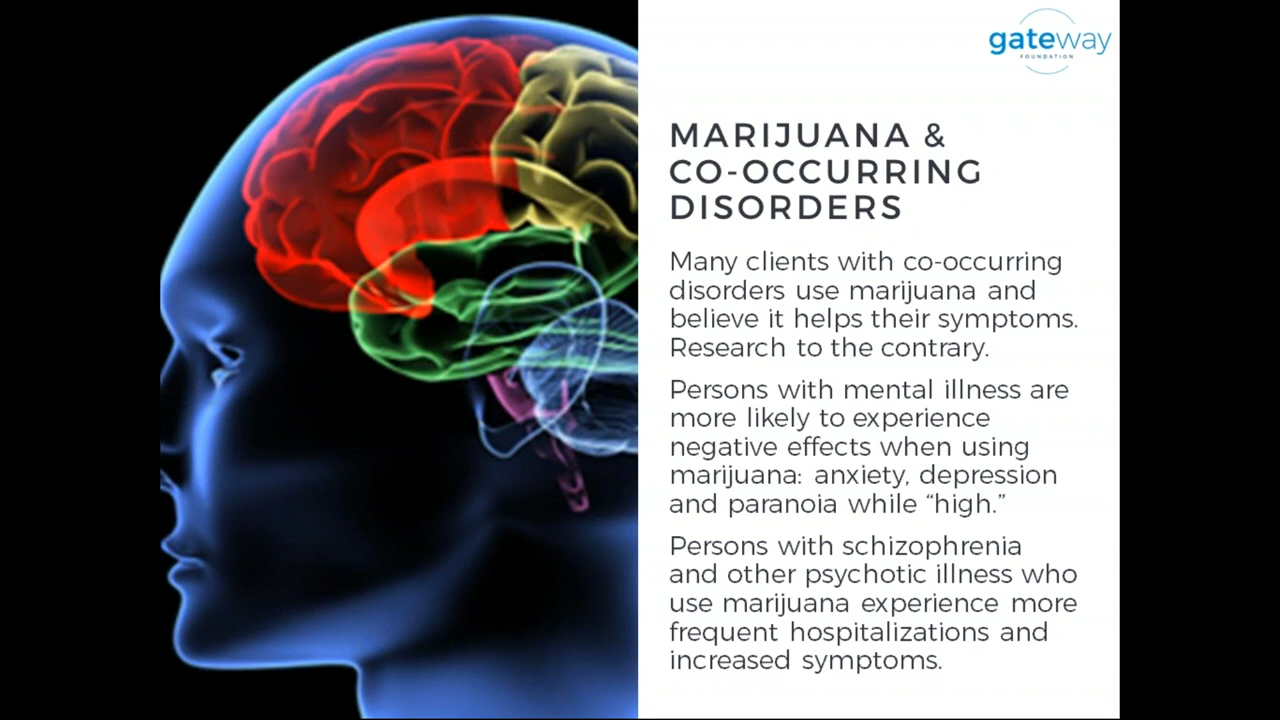 gateway
FOUNDATION
MARIJUANA &
CO-OCCURRING
DISORDERS
Many clients with co-occurring
disorders use marijuana and
believe it helps their symptoms.
Research to the contrary.
Persons with mental illness are
more likely to experience
negative effects when using
marijuana: anxiety, depression
and paranoia while “high.”
Persons with schizophrenia
and other psychotic illness who
use marijuana experience more
frequent hospitalizations and
increased symptoms.